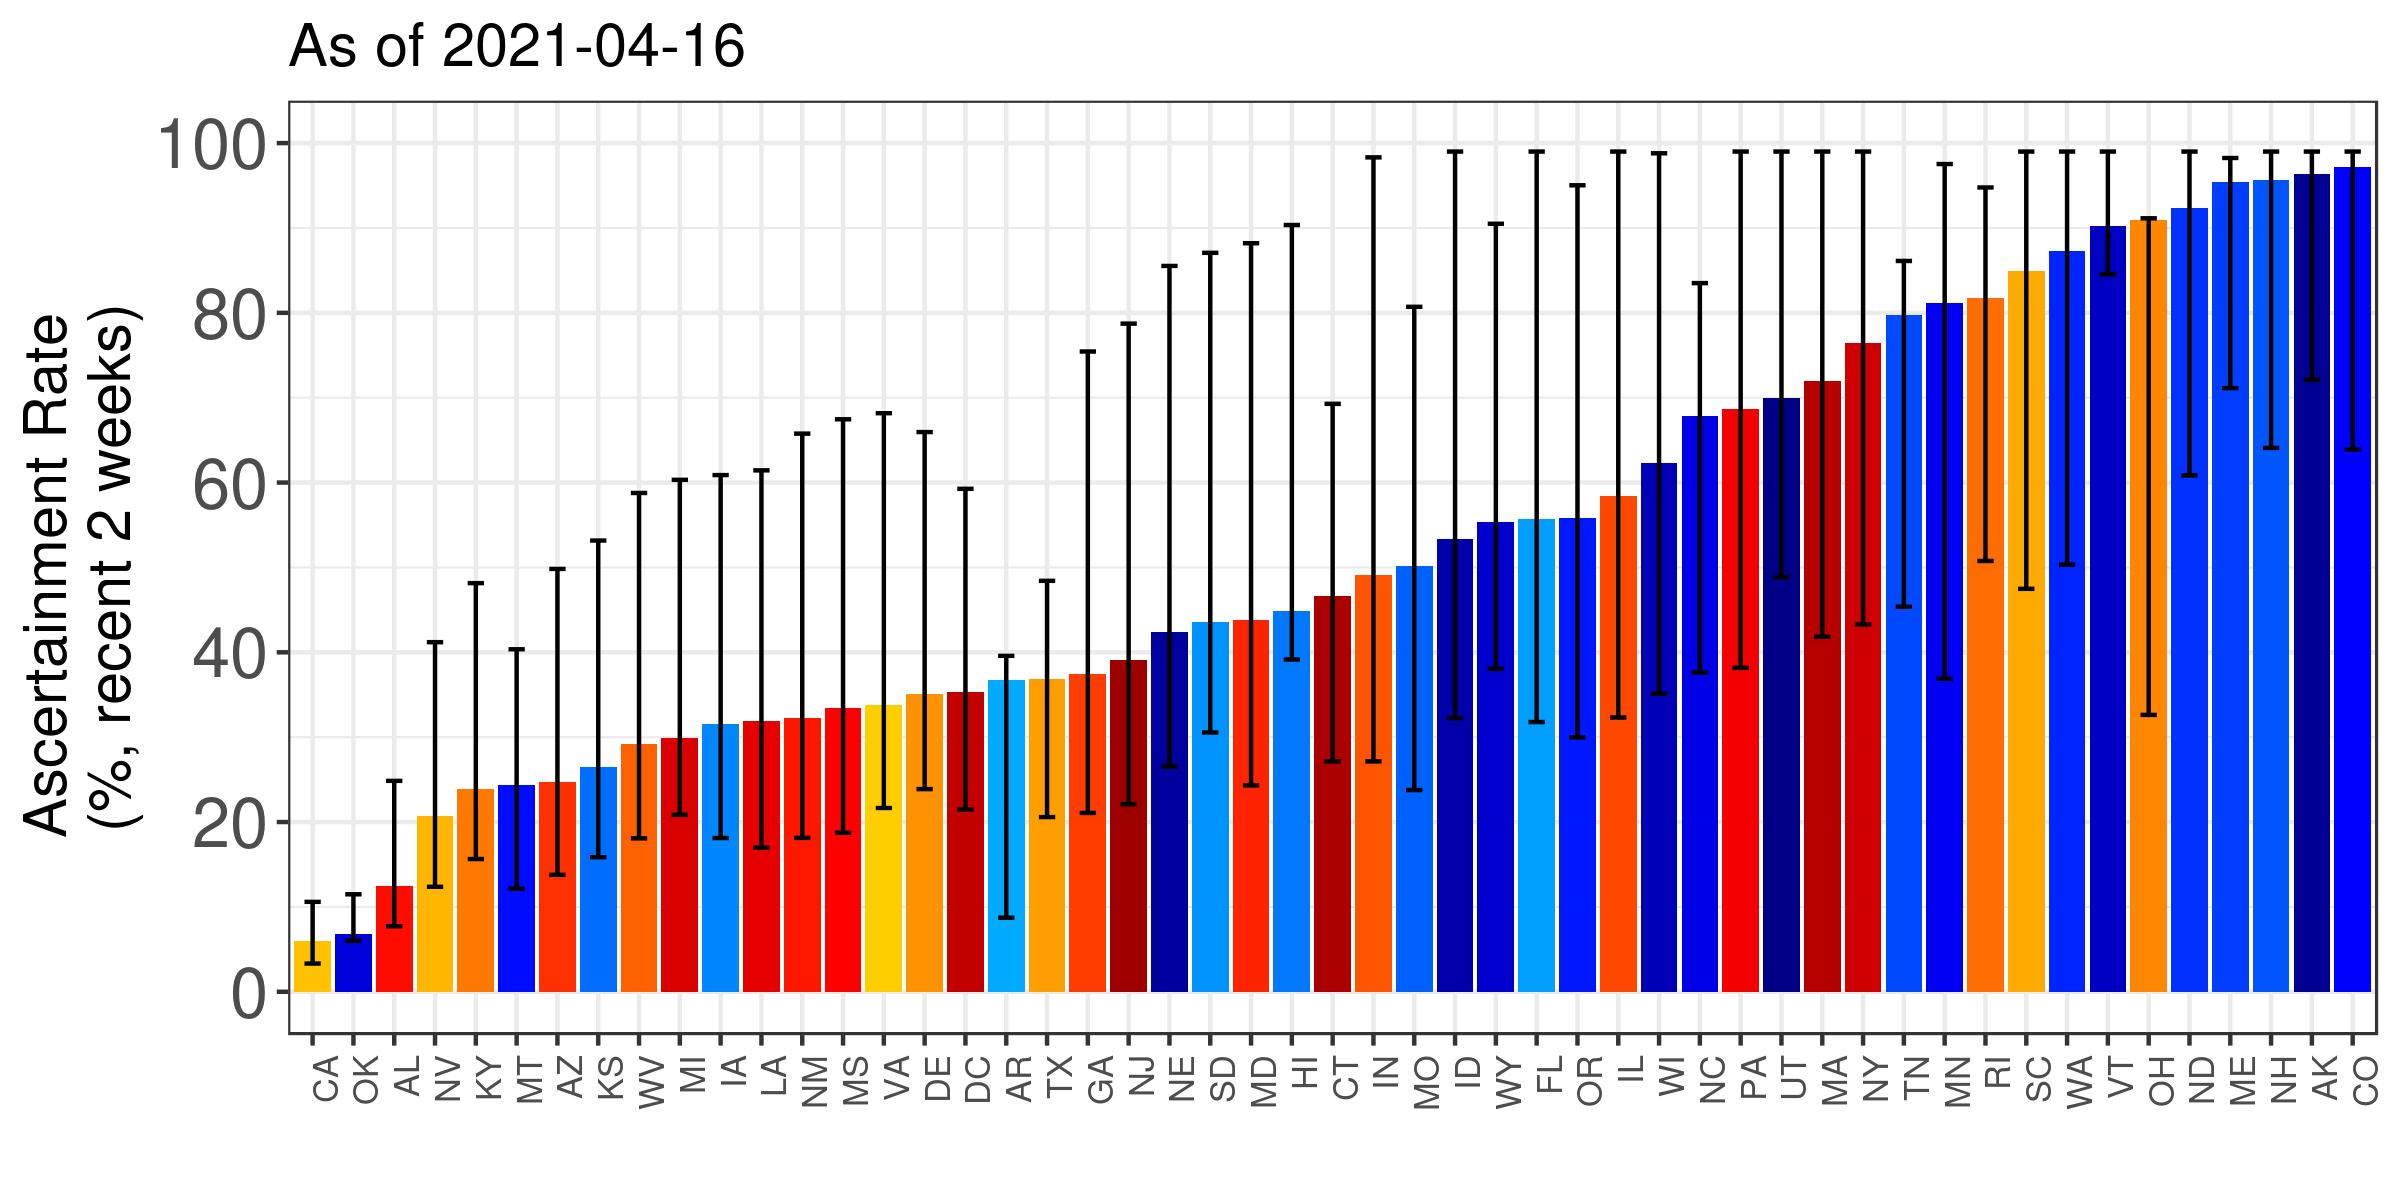 As of 2021-04-16
Ascertainment Rate
(%, recent 2 weeks)
100
80
60
40
20
0
CA
OK
AL
NV
KY
MT
AZ
KS
WV
MI
IA
LA
NM
MS
VA
DE
DC
AR
TX
GA
NJ
NE
SD
MD
HI
CT
IN
MO
ID
WY
FL
OR
IL
WI
NC
PA
UT
MA
NY
TN
MN
RI
SC
WA
VT
OH
ND
ME
NH
AK
CO